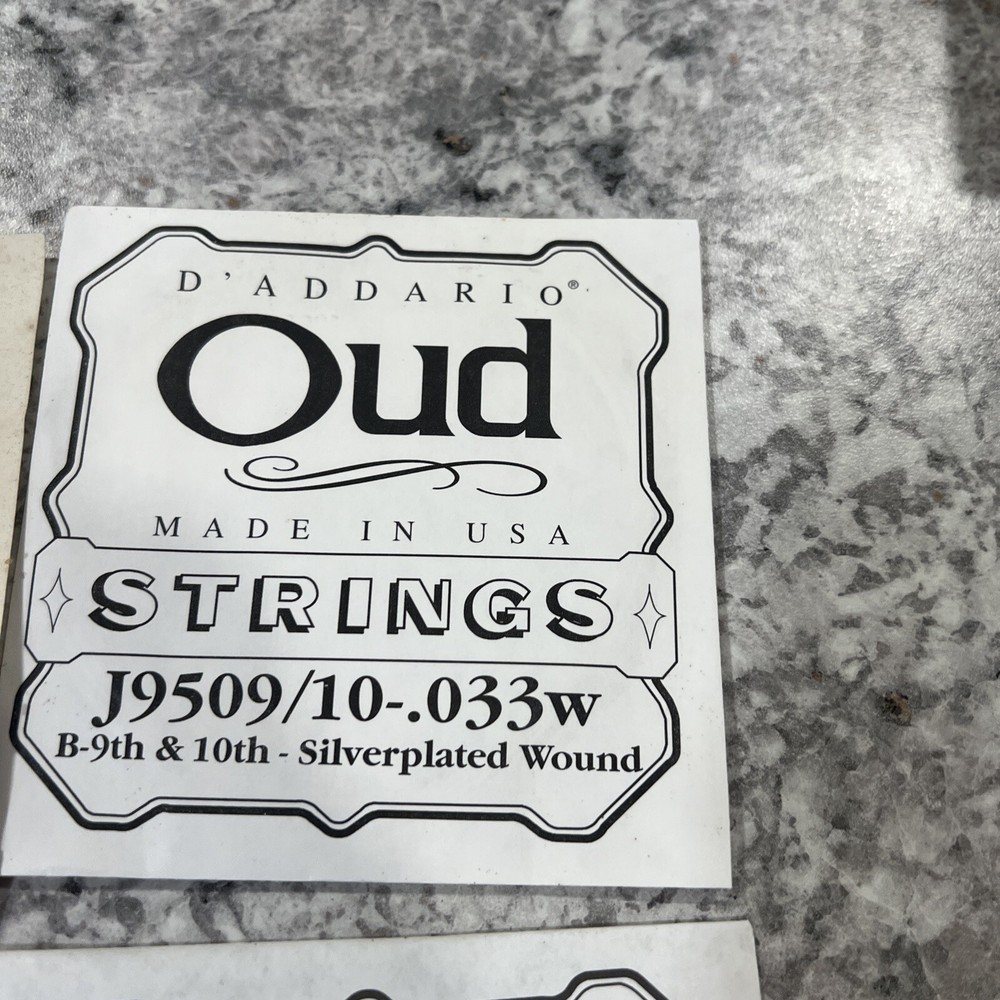 D'ADDARIO®
Oud
MADE IN USA
STRINGS
J9509/10-.033w
B-9th & 10th - Silverplated Wound